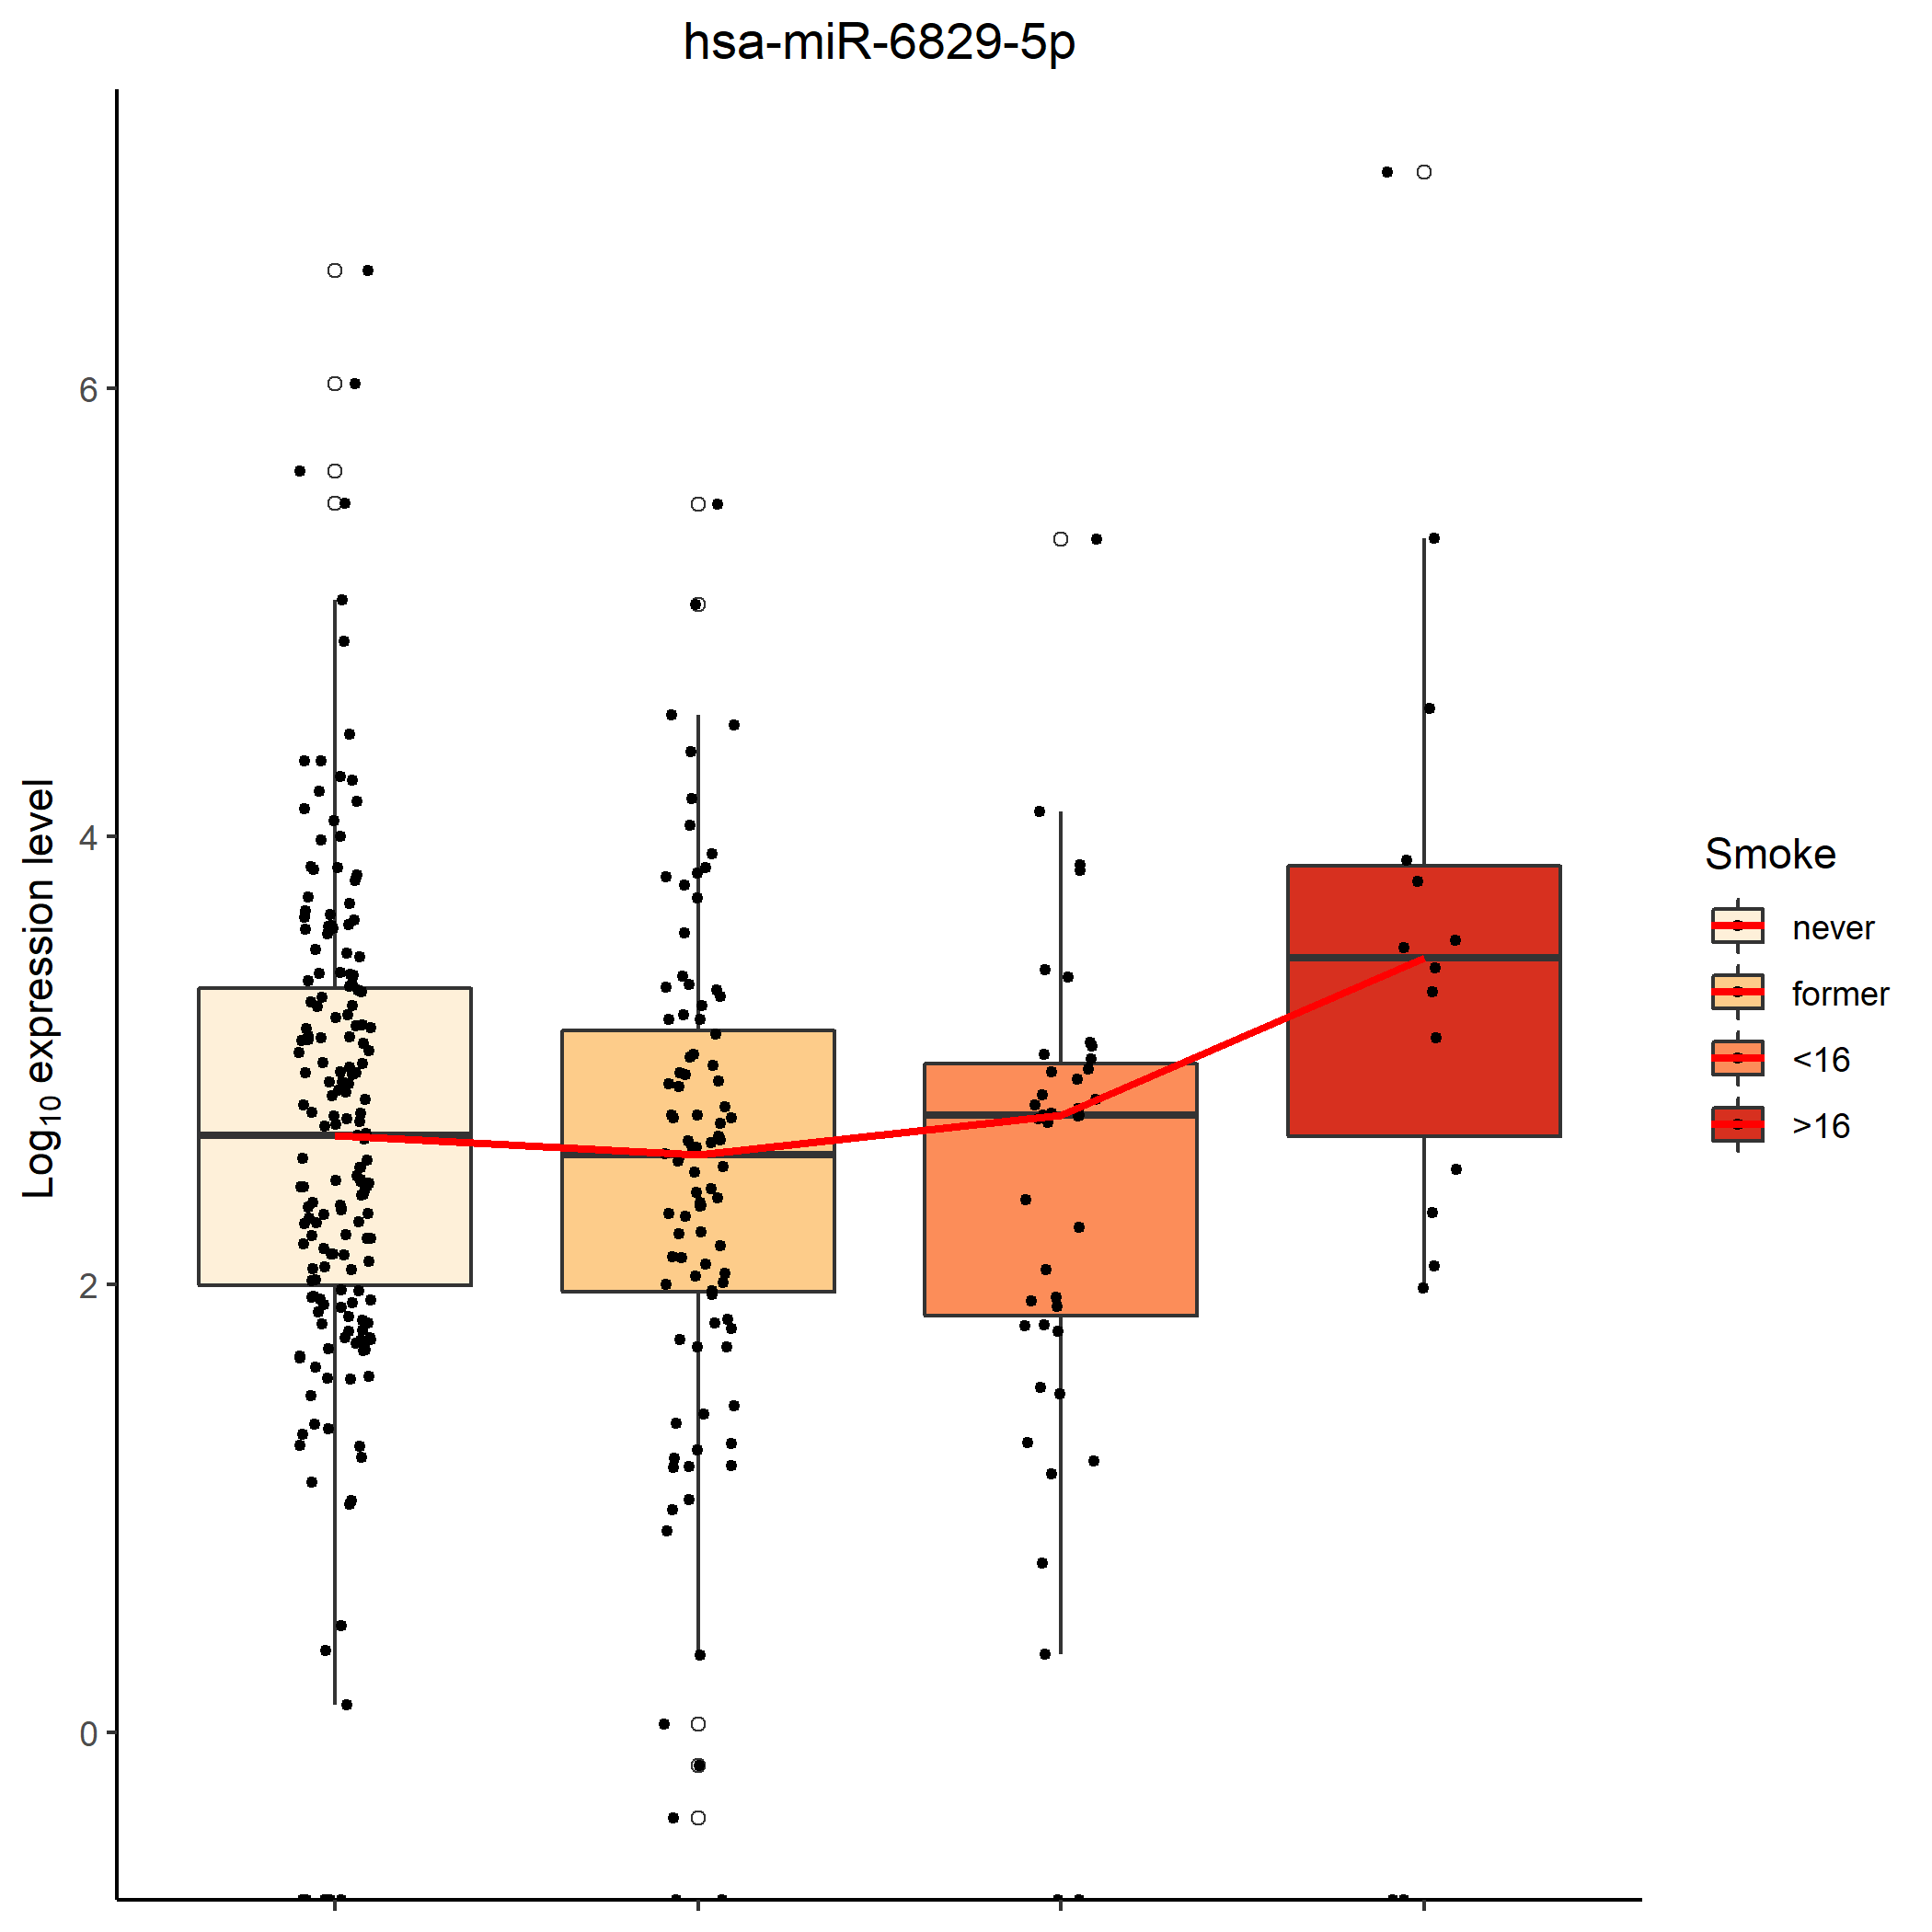 hsa-miR-6829-5p
Log10 expression level
6
4
2
0
Smoke
never
former
<16
>16